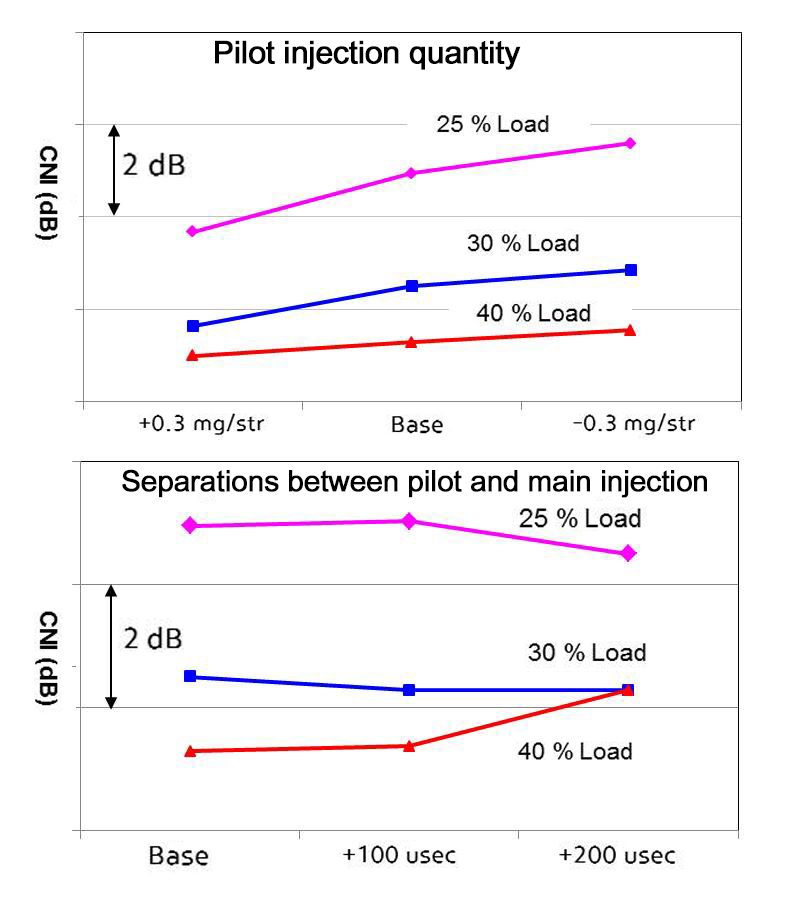 Pilot injection quantity
25 % Load
2 dB
CNI (dB)
30 % Load
40 % Load
+0.3 mg/str
Base
-0.3 mg/str
Separations between pilot and main injection
25 % Load
2 dB
CNI (dB)
30 % Load
40 % Load
Base
+100 usec
+200 usec